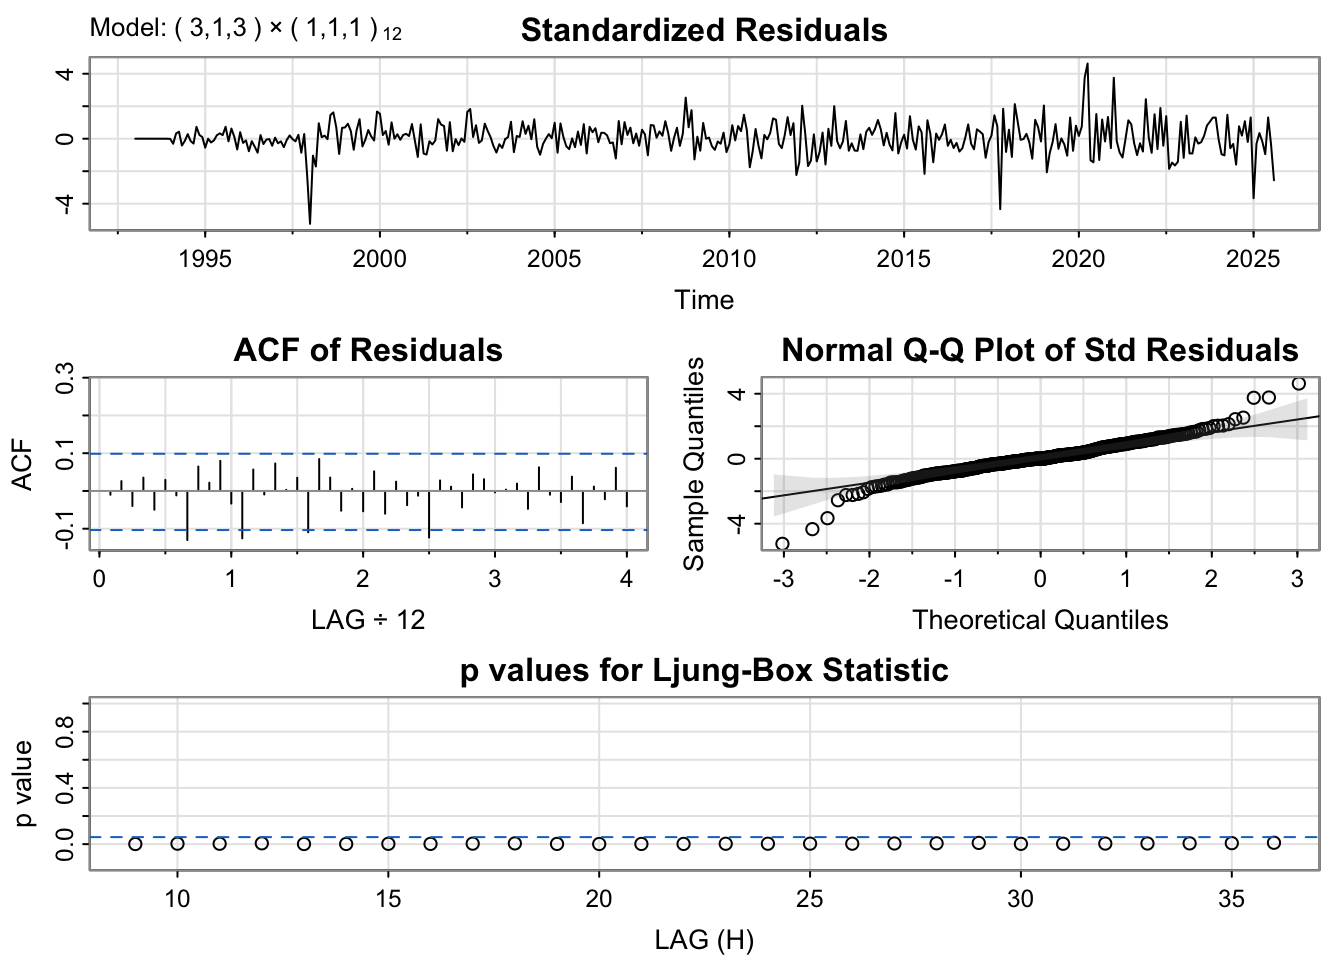 Model: ( 3,1,3 ) × ( 1,1,1 ) 12
Standardized Residuals
4
0
-4
1995 2000 2005 2010 2015 2020 2025
Time
ACF of Residuals
ACF
0.3
0.1
-0.1
0 1 2 3 4
LAG ÷ 12
Normal Q-Q Plot of Std Residuals
Sample Quantiles
4
0
-4
-3 -2 -1 0 1 2 3
Theoretical Quantiles
p values for Ljung-Box Statistic
p value
0.8
0.4
0.0
10 15 20 25 30 35
LAG (H)